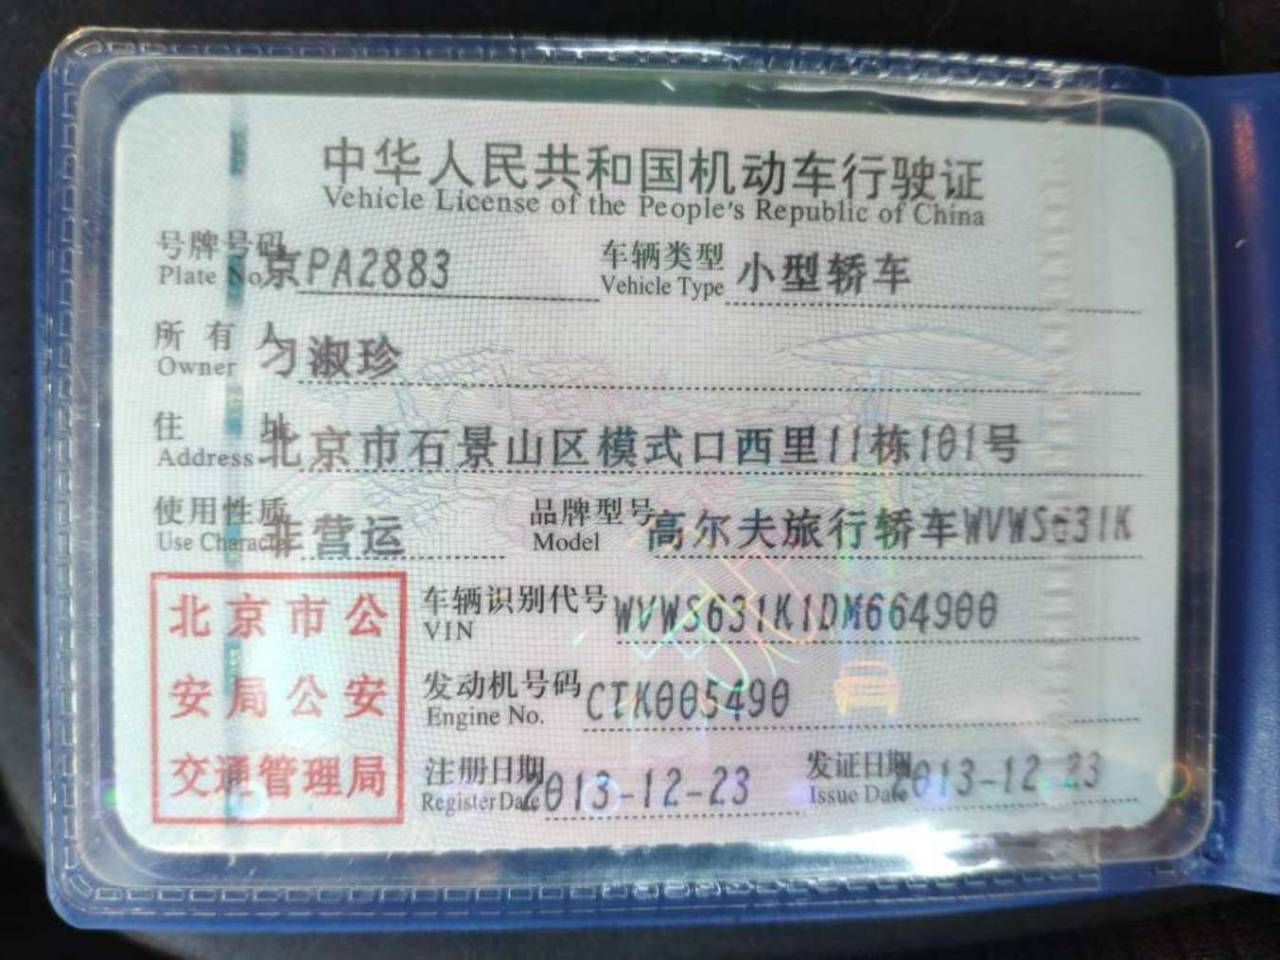 中华人民共和国机动车行驶证
Vehicle License of the People's Republic of China
号牌号码 京PA2883 车辆类型 小型轿车
Plate No. Vehicle Type
所有人 刁淑珍
Owner
住址 北京市石景山区模式口西里11栋101号
Address
使用性质 非营运 品牌型号 高尔夫旅行轿车WVWS631K
Use Character Model
北京市公
安局公安
交通管理局
车辆识别代号 WVWS631K1DM664900
VIN
发动机号码 CTK005490
Engine No.
注册日期 2013-12-23 发证日期 2013-12-23
Register Date Issue Date